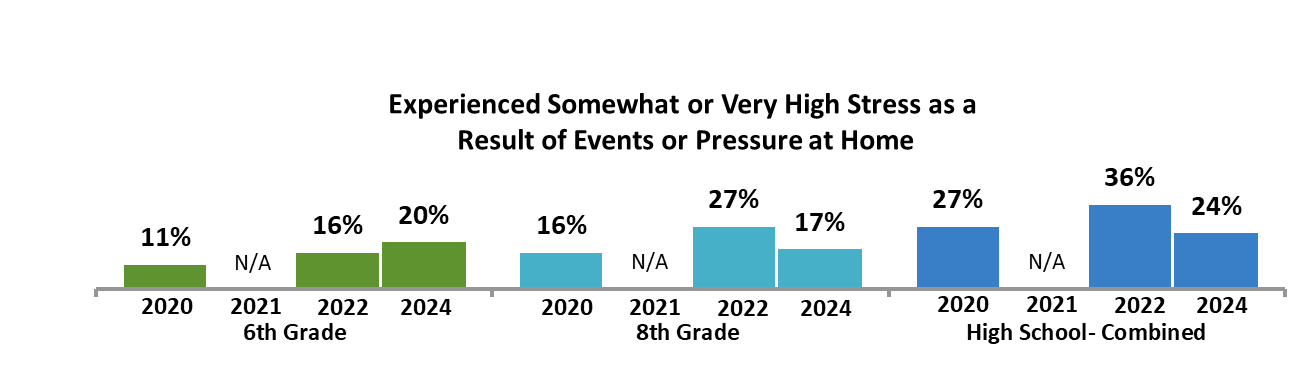 Experienced Somewhat or Very High Stress as a
Result of Events or Pressure at Home
11%
N/A
16%
20%
16%
N/A
27%
17%
27%
N/A
36%
24%
2020 2021 2022 2024 2020 2021 2022 2024 2020 2021 2022 2024
6th Grade 8th Grade High School- Combined